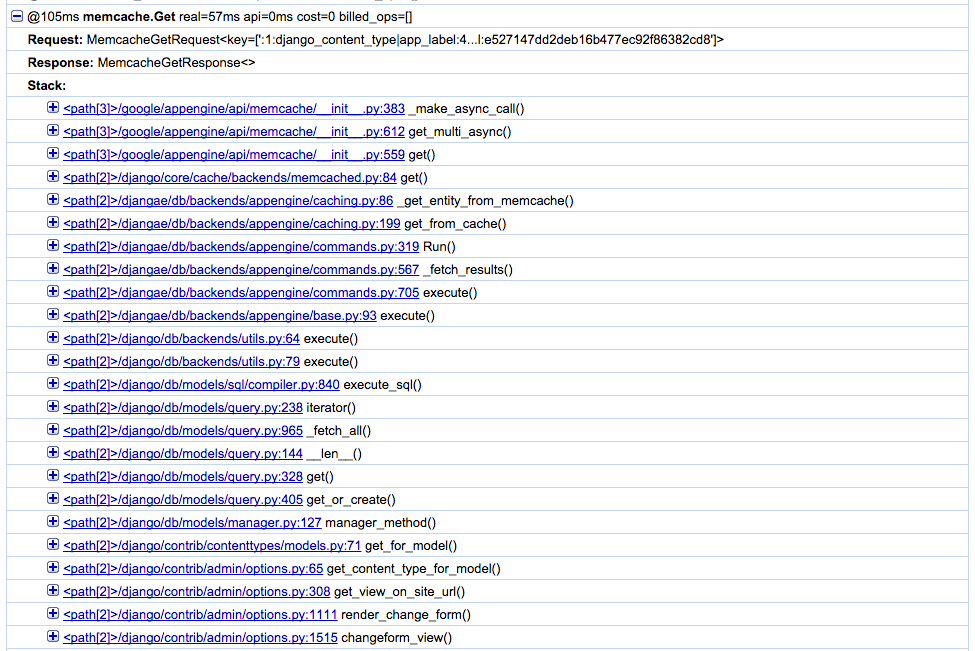 @105ms memcache.Get real=57ms api=0ms cost=0 billed_ops=[]
Request: MemcacheGetRequest<key=[':1:django_content_type|app_label:4...l:e527147dd2deb16b477ec92f86382cd8']>
Response: MemcacheGetResponse<>
Stack:
<path[3]>/google/appengine/api/memcache/__init__.py:383 _make_async_call()
<path[3]>/google/appengine/api/memcache/__init__.py:612 get_multi_async()
<path[3]>/google/appengine/api/memcache/__init__.py:559 get()
<path[2]>/django/core/cache/backends/memcached.py:84 get()
<path[2]>/djangae/db/backends/appengine/caching.py:86 _get_entity_from_memcache()
<path[2]>/djangae/db/backends/appengine/caching.py:199 get_from_cache()
<path[2]>/djangae/db/backends/appengine/commands.py:319 Run()
<path[2]>/djangae/db/backends/appengine/commands.py:567 _fetch_results()
<path[2]>/djangae/db/backends/appengine/commands.py:705 execute()
<path[2]>/djangae/db/backends/appengine/base.py:93 execute()
<path[2]>/django/db/backends/utils.py:64 execute()
<path[2]>/django/db/backends/utils.py:79 execute()
<path[2]>/django/db/models/sql/compiler.py:840 execute_sql()
<path[2]>/django/db/models/query.py:238 iterator()
<path[2]>/django/db/models/query.py:965 _fetch_all()
<path[2]>/django/db/models/query.py:144 __len__()
<path[2]>/django/db/models/query.py:328 get()
<path[2]>/django/db/models/query.py:405 get_or_create()
<path[2]>/django/db/models/manager.py:127 manager_method()
<path[2]>/django/contrib/contenttypes/models.py:71 get_for_model()
<path[2]>/django/contrib/admin/options.py:65 get_content_type_for_model()
<path[2]>/django/contrib/admin/options.py:308 get_view_on_site_url()
<path[2]>/django/contrib/admin/options.py:1111 render_change_form()
<path[2]>/django/contrib/admin/options.py:1515 changeform_view()